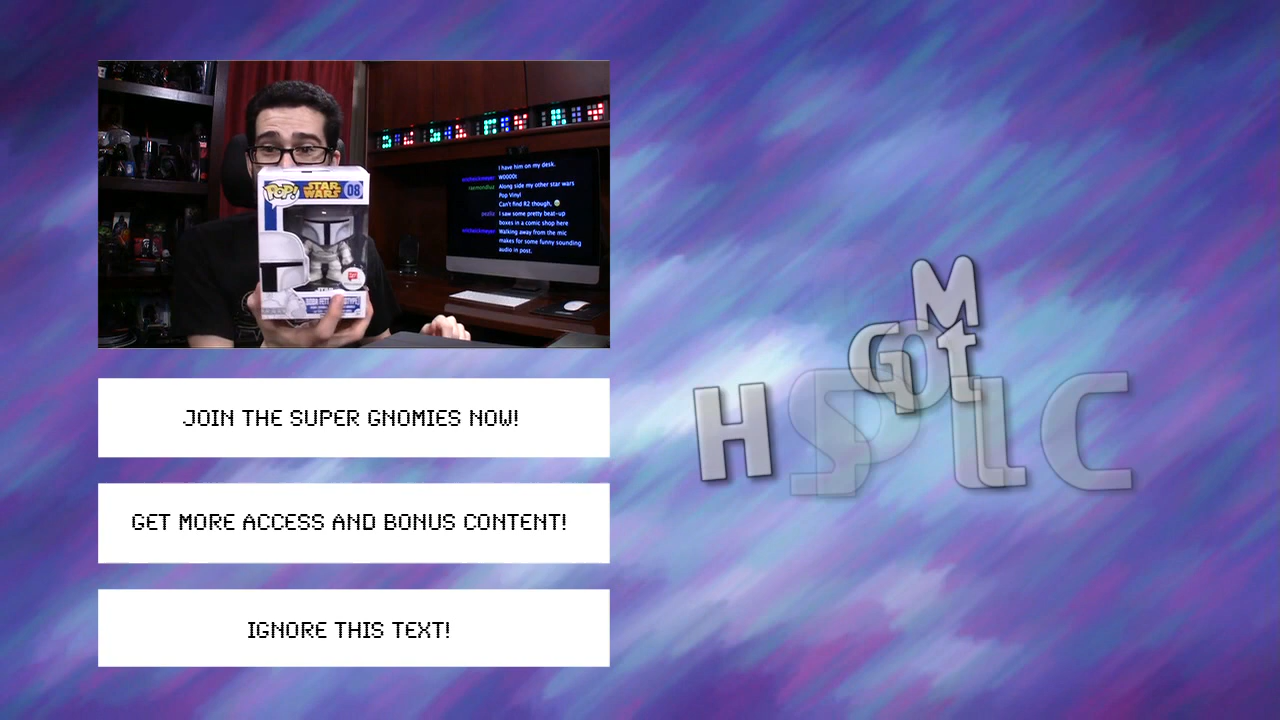 POP! STAR WARS 08
I have him on my desk.
W0000t
Along side my other star wars
Pop Vinyl
Can't find R2 though.
I saw some pretty beat-up
boxes in a comic shop here
Walking away from the mic
makes for some funny sounding
audio in post.
JOIN THE SUPER GNOMIES NOW!
GET MORE ACCESS AND BONUS CONTENT!
IGNORE THIS TEXT!
M
G O t
H S P L C